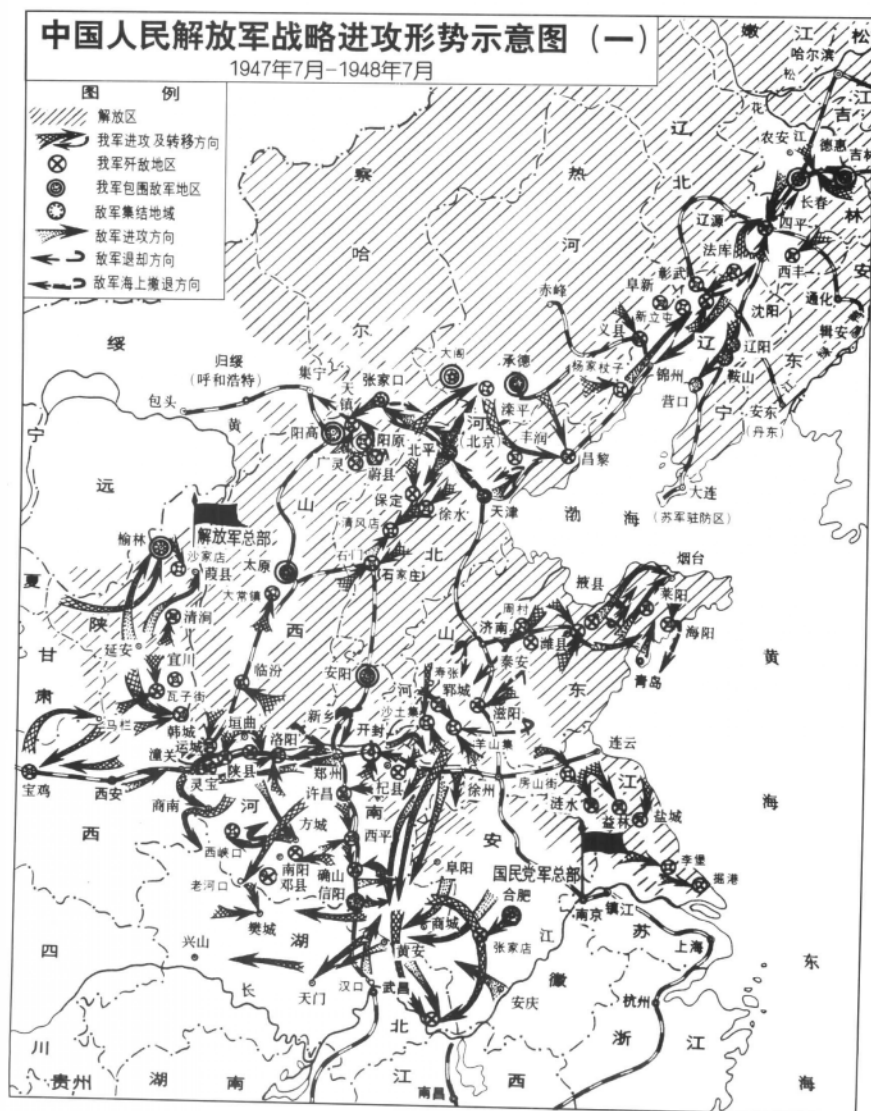 中国人民解放军战略进攻形势示意图（一）
1947年7月-1948年7月
图 例
解放区
我军进攻及转移方向
我军歼敌地区
我军包围敌军地区
敌军集结地域
敌军进攻方向
敌军退却方向
敌军海上撤退方向
嫩江
松
哈尔滨
松
花
江
江
吉
林
农安
德惠
吉林
长春
四平
辽
北
辽源
法库
西丰
安
东
通化
辑安
彰武
阜新
新立屯
沈阳
辽
宁
辽阳
鞍山
营口
安东
(丹东)
大连
(苏军驻防区)
热
河
赤峰
义县
杨家杖子
锦州
察
哈
尔
大阁
承德
滦平
丰润
昌黎
绥
远
归绥
(呼和浩特)
包头
黄
集宁
天镇
张家口
阳高
阳原
广灵
蔚县
北平
(北京)
河
北
保定
徐水
天津
清风店
石门
(石家庄)
渤海
宁
夏
榆林
解放军总部
沙家店
葭县
陕
西
清涧
延安
宜川
瓦子街
马栏
韩城
甘
肃
山
西
太原
大常镇
临汾
安阳
运城
垣曲
新乡
潼关
灵宝
陕县
洛阳
郑州
开封
宝鸡
西安
商南
许昌
杞县
河
南
山
东
济南
周村
潍县
掖县
烟台
莱阳
海阳
青岛
泰安
寿张
郓城
河
沙土集
滋阳
羊山集
徐州
连云
房山街
涟水
益林
盐城
江
苏
李堡
掘港
黄
海
西峡口
方城
南阳
邓县
老河口
西平
确山
信阳
樊城
阜阳
安
徽
国民党军总部
合肥
南京
镇江
上海
商城
张家店
黄安
安庆
兴山
天门
汉口
武昌
湖
北
长
江
杭州
浙
江
东
海
四
川
贵州
湖
南
江
西
南昌